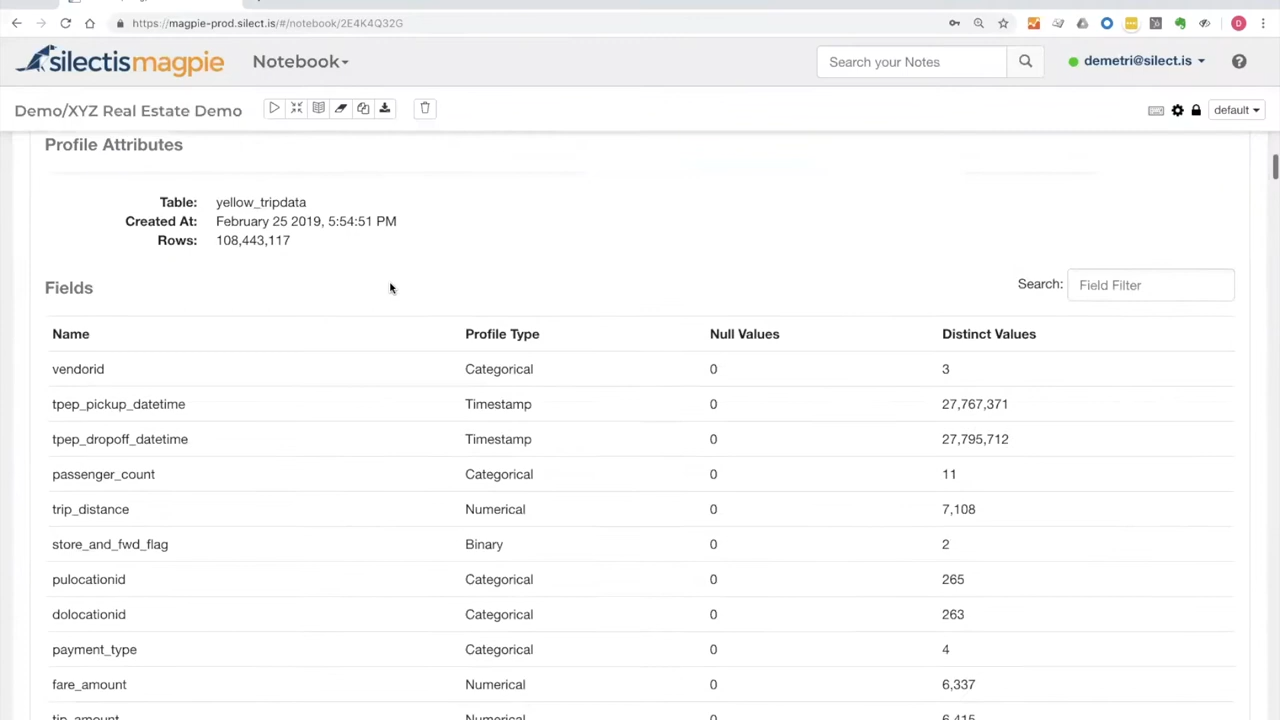 https://magpie-prod.silect.is/#/notebook/2E4K4Q32G
D
silectismagpie
Notebook
Search your Notes
demetri@silect.is
Demo/XYZ Real Estate Demo
default
Profile Attributes
Table: yellow_tripdata
Created At: February 25 2019, 5:54:51 PM
Rows: 108,443,117
Fields
Search: Field Filter
Name Profile Type Null Values Distinct Values
vendorid Categorical 0 3
tpep_pickup_datetime Timestamp 0 27,767,371
tpep_dropoff_datetime Timestamp 0 27,795,712
passenger_count Categorical 0 11
trip_distance Numerical 0 7,108
store_and_fwd_flag Binary 0 2
pulocationid Categorical 0 265
dolocationid Categorical 0 263
payment_type Categorical 0 4
fare_amount Numerical 0 6,337
tip_amount Numerical 0 6,415